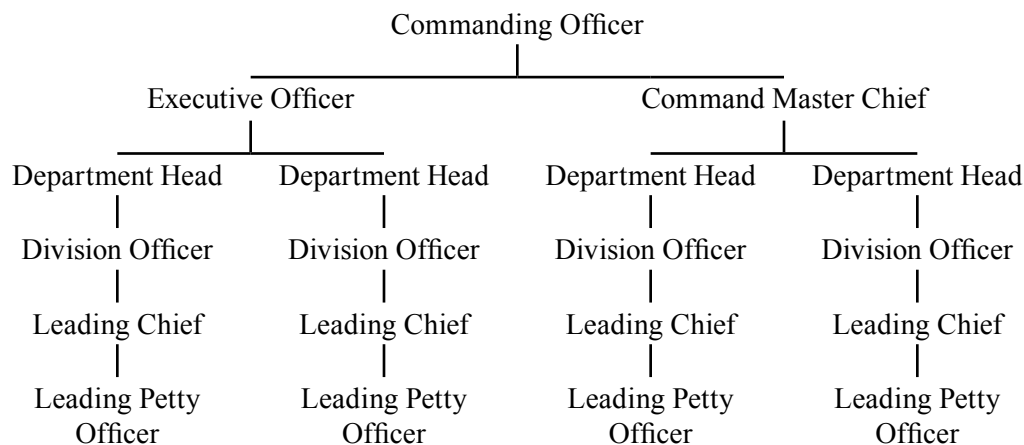 Commanding Officer
Executive Officer Command Master Chief
Department Head Department Head Department Head Department Head
Division Officer Division Officer Division Officer Division Officer
Leading Chief Leading Chief Leading Chief Leading Chief
Leading Petty Leading Petty Leading Petty Leading Petty
Officer Officer Officer Officer